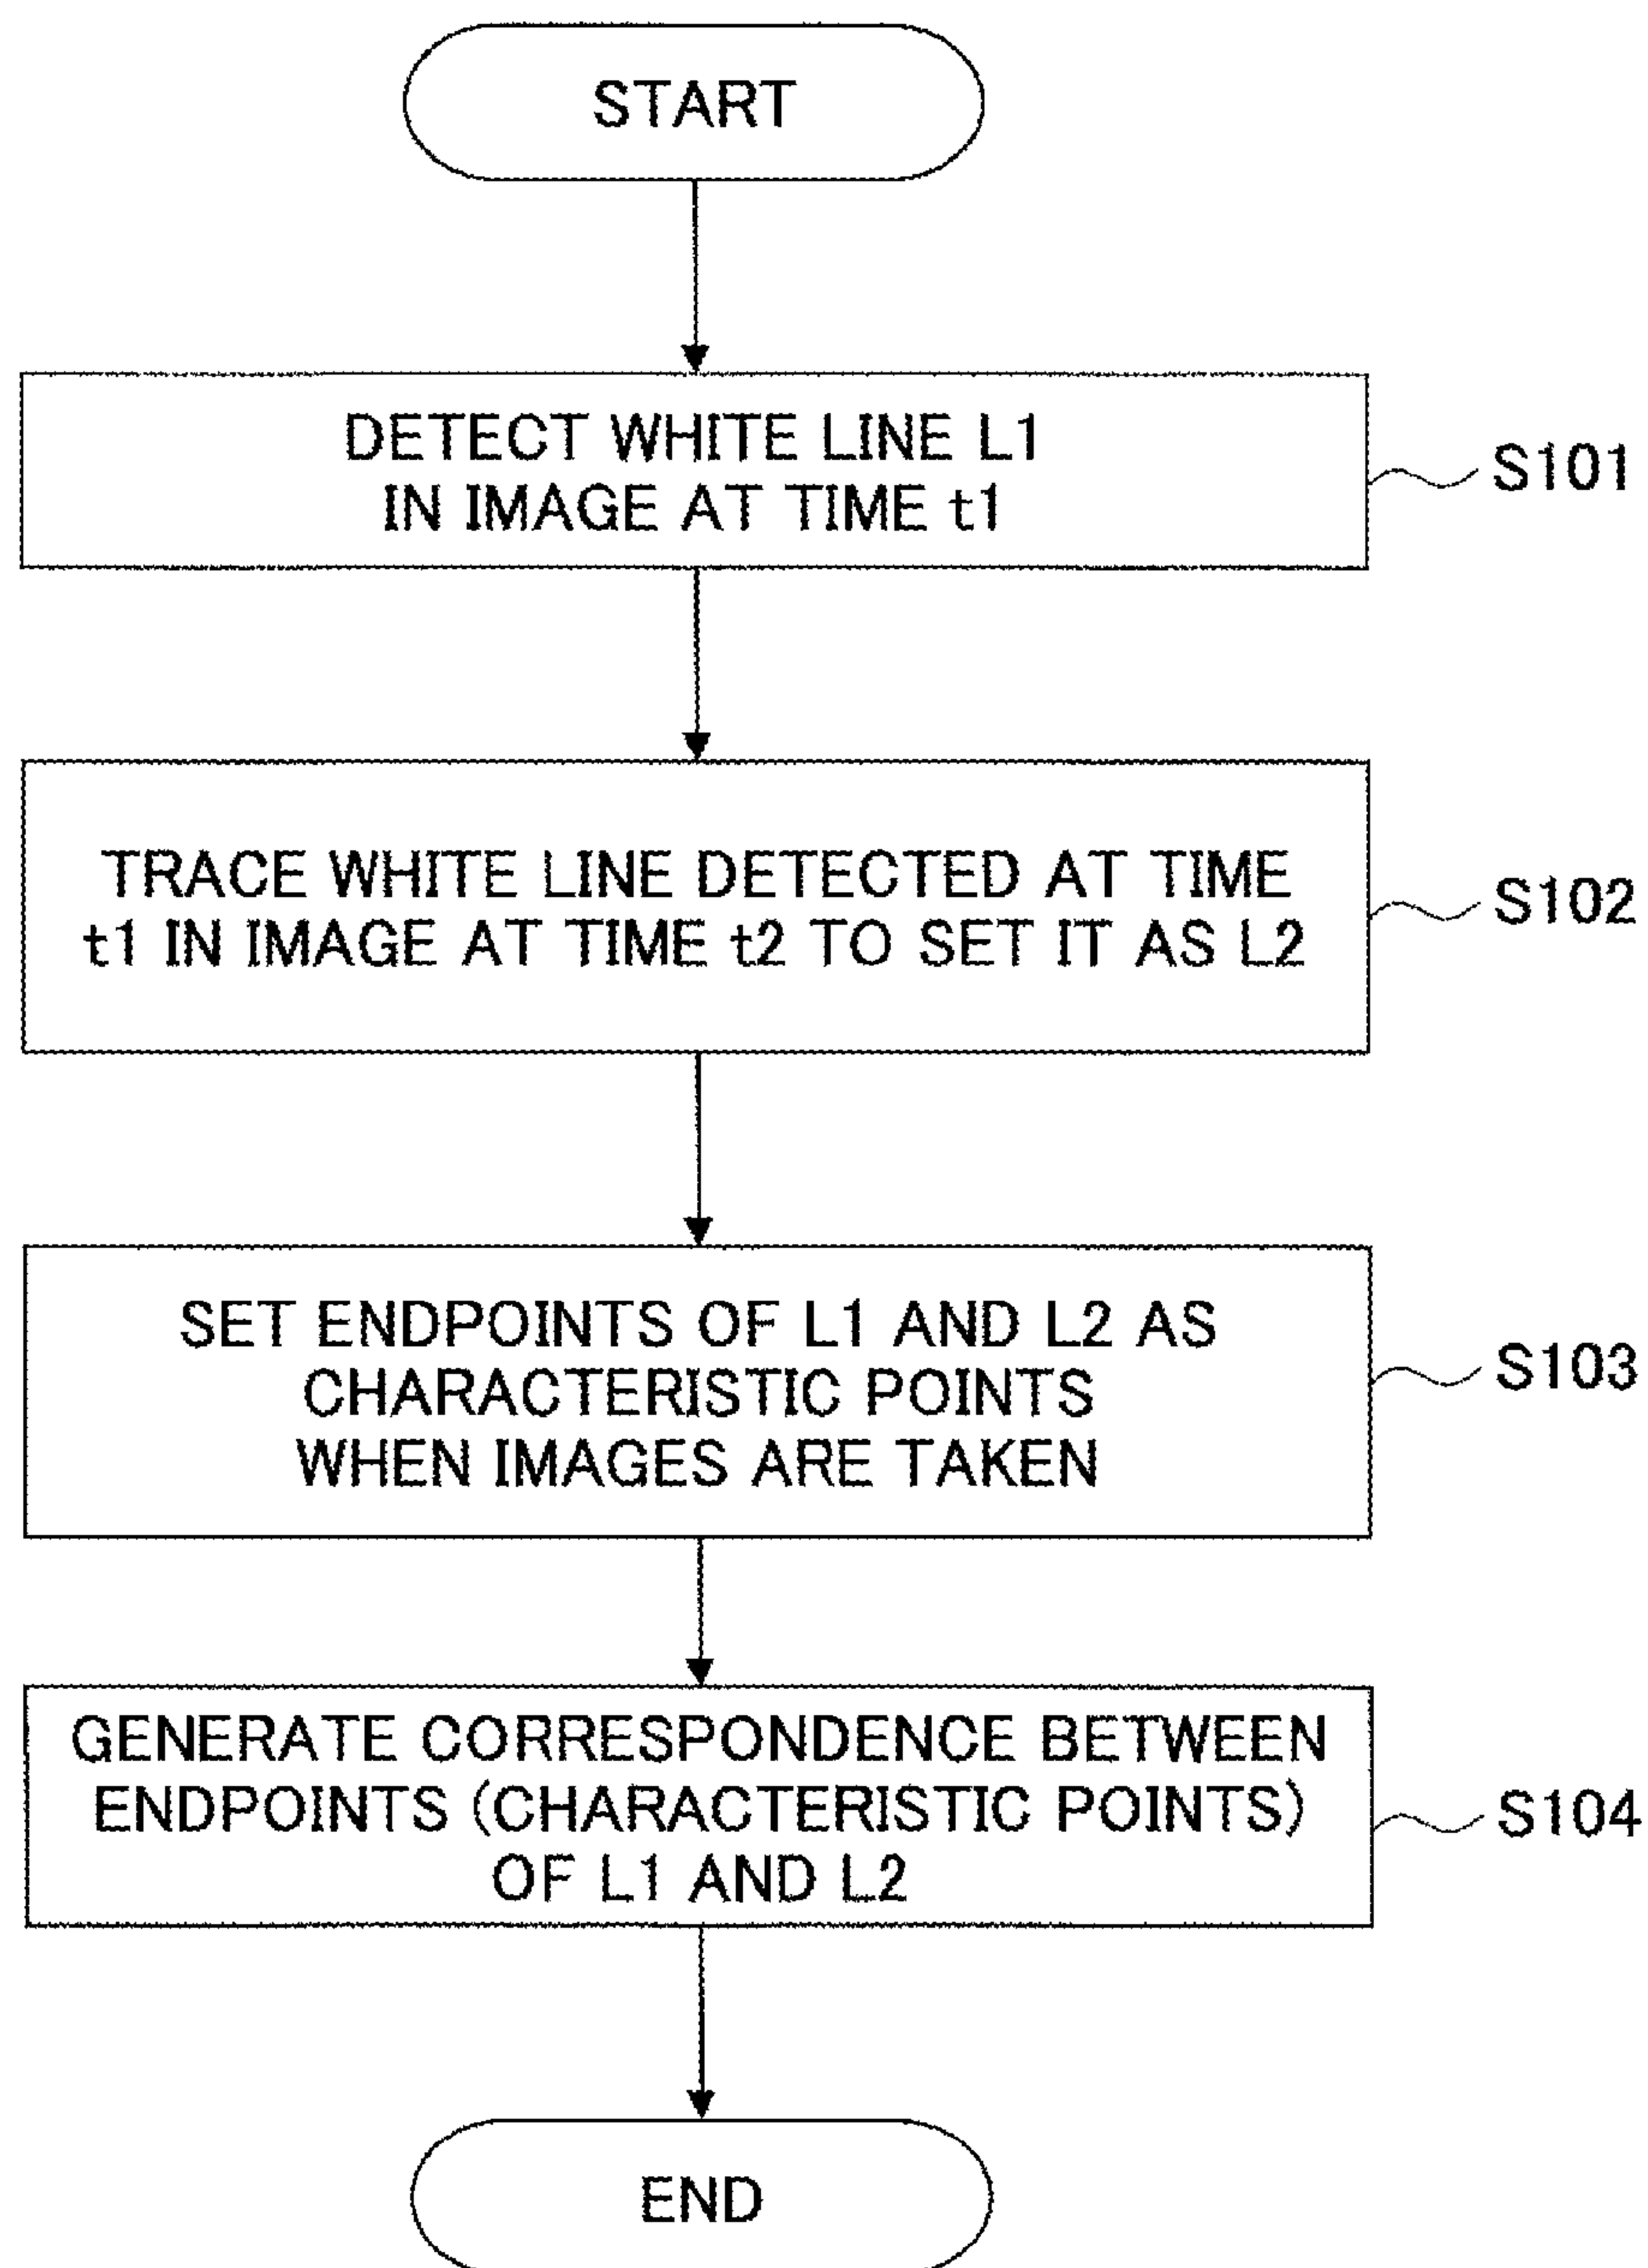 START
DETECT WHITE LINE L1
IN IMAGE AT TIME t1
S101
TRACE WHITE LINE DETECTED AT TIME
t1 IN IMAGE AT TIME t2 TO SET IT AS L2
S102
SET ENDPOINTS OF L1 AND L2 AS
CHARACTERISTIC POINTS
WHEN IMAGES ARE TAKEN
S103
GENERATE CORRESPONDENCE BETWEEN
ENDPOINTS (CHARACTERISTIC POINTS)
OF L1 AND L2
S104
END